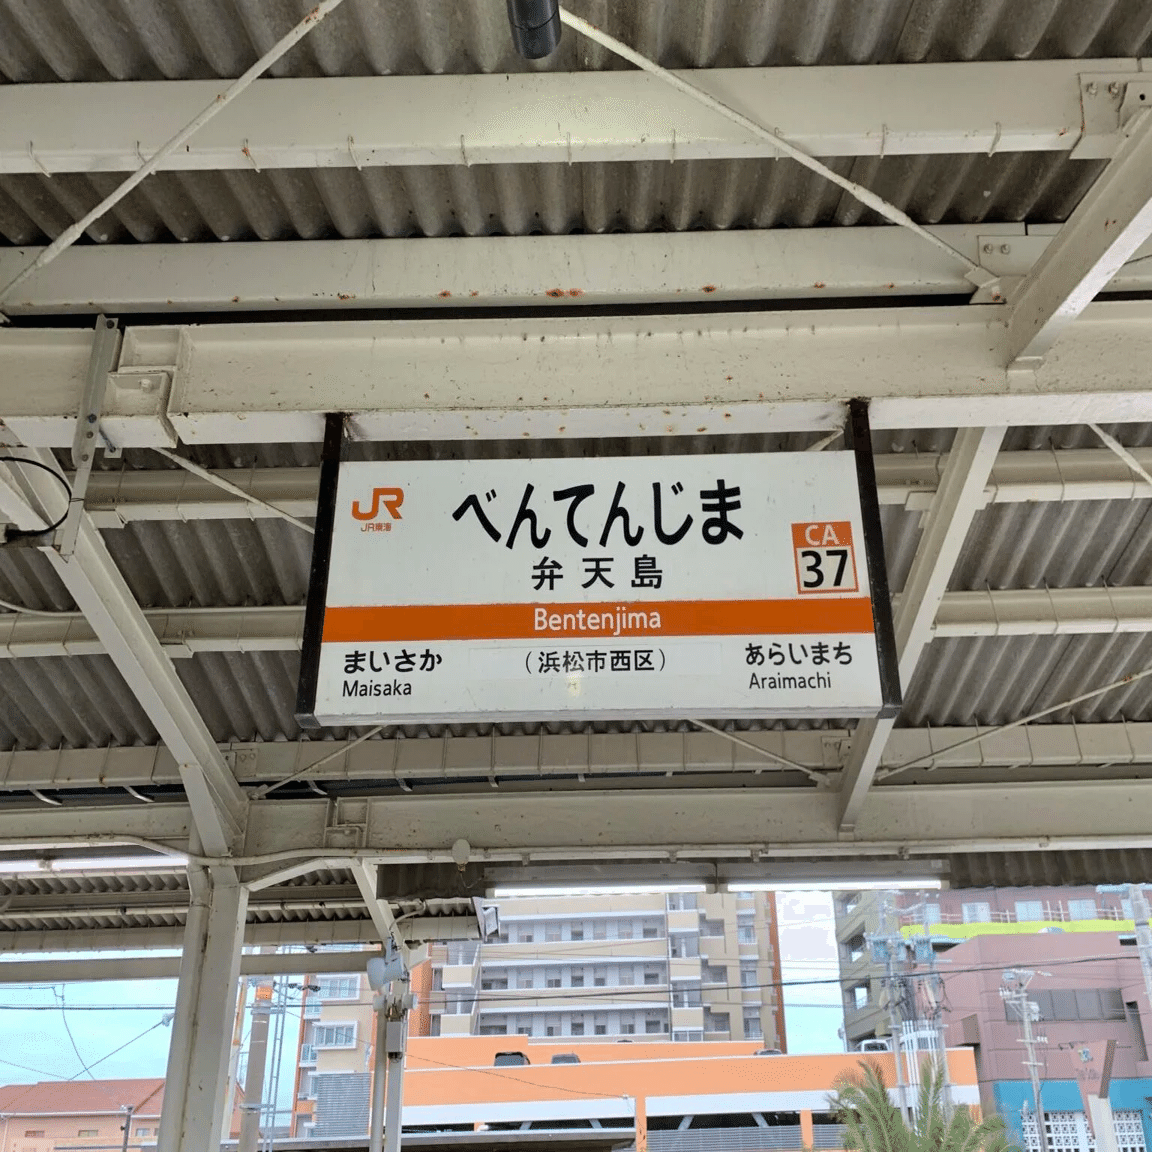 JR東海
べんてんじま
弁天島
CA
37
Bentenjima
まいさか
Maisaka
(浜松市西区)
あらいまち
Araimachi